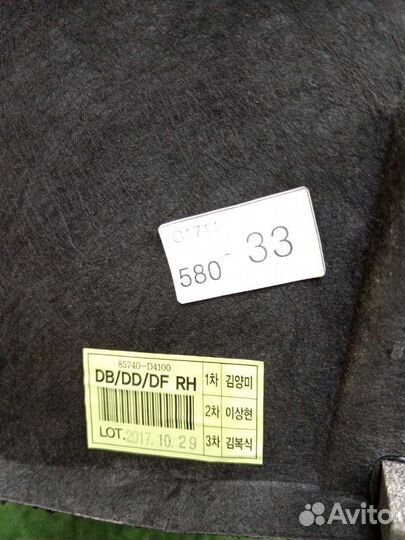 O1711
580 - 33
85740-D4100
DB/DD/DF RH
1차 김양미
2차 이상현
LOT. 2017. 10. 29
3차 김복식
Avito